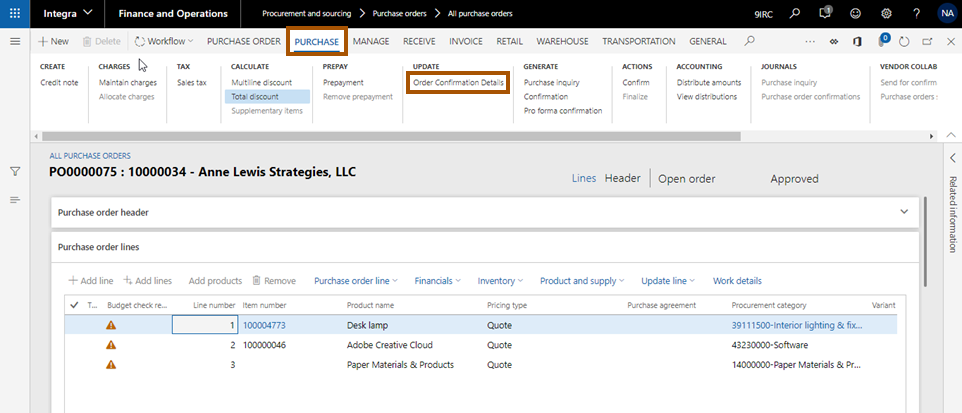 Integra Finance and Operations Procurement and sourcing Purchase orders All purchase orders 9IRC 1 ? NA
New Delete Workflow PURCHASE ORDER PURCHASE MANAGE RECEIVE INVOICE RETAIL WAREHOUSE TRANSPORTATION GENERAL ... 0
CREATE CHARGES TAX CALCULATE PREPAY UPDATE GENERATE ACTIONS ACCOUNTING JOURNALS VENDOR COLLAB
Credit note Maintain charges Sales tax Multiline discount Prepayment Order Confirmation Details Purchase inquiry Confirm Distribute amounts Purchase inquiry Send for confirm
Allocate charges Total discount Remove prepayment Confirmation Finalize View distributions Purchase order confirmations Purchase orders s
Supplementary items Pro forma confirmation
ALL PURCHASE ORDERS
PO0000075 : 10000034 - Anne Lewis Strategies, LLC
Lines Header Open order Approved
Related information
Purchase order header
Purchase order lines
Add line Add lines Add products Remove Purchase order line Financials Inventory Product and supply Update line Work details
T... Budget check re... Line number Item number Product name Pricing type Purchase agreement Procurement category Variant
1 100004773 Desk lamp Quote 39111500-Interior lighting & fix...
2 100000046 Adobe Creative Cloud Quote 43230000-Software
3 Paper Materials & Products Quote 14000000-Paper Materials & Pr...